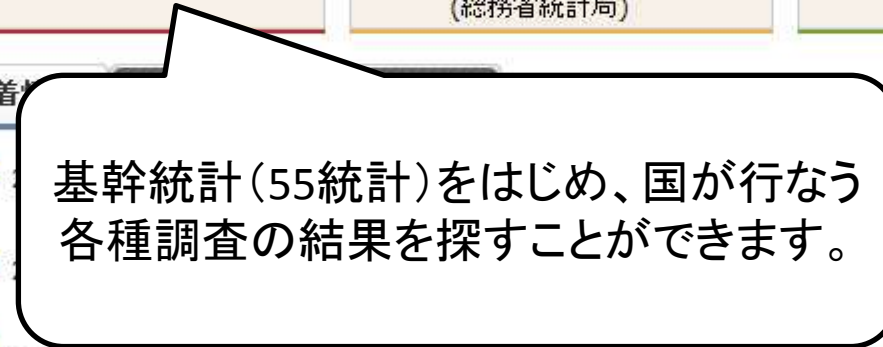 (総務省統計局)
着
基幹統計（55統計）をはじめ、国が行なう
各種調査の結果を探すことができます。